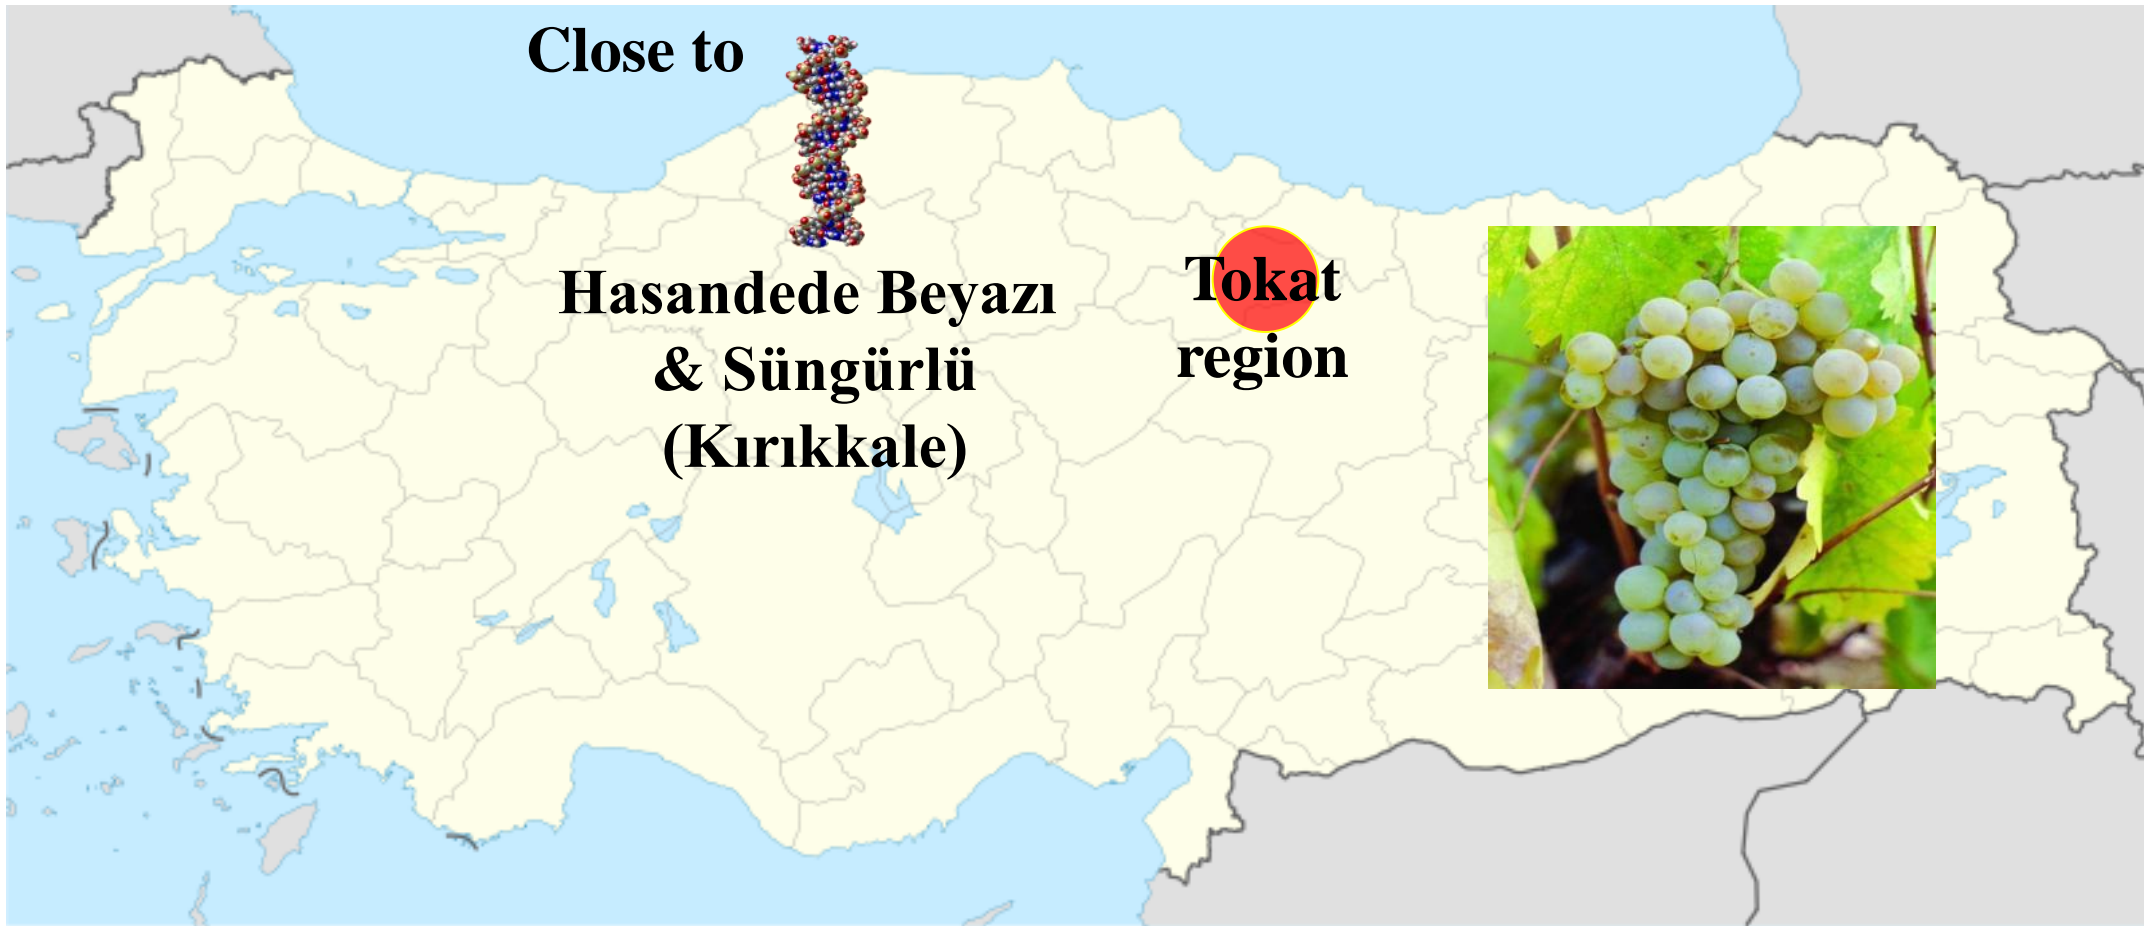 Close to
Hasandede Beyazı
& Süngürlü
(Kırıkkale)
Tokat
region